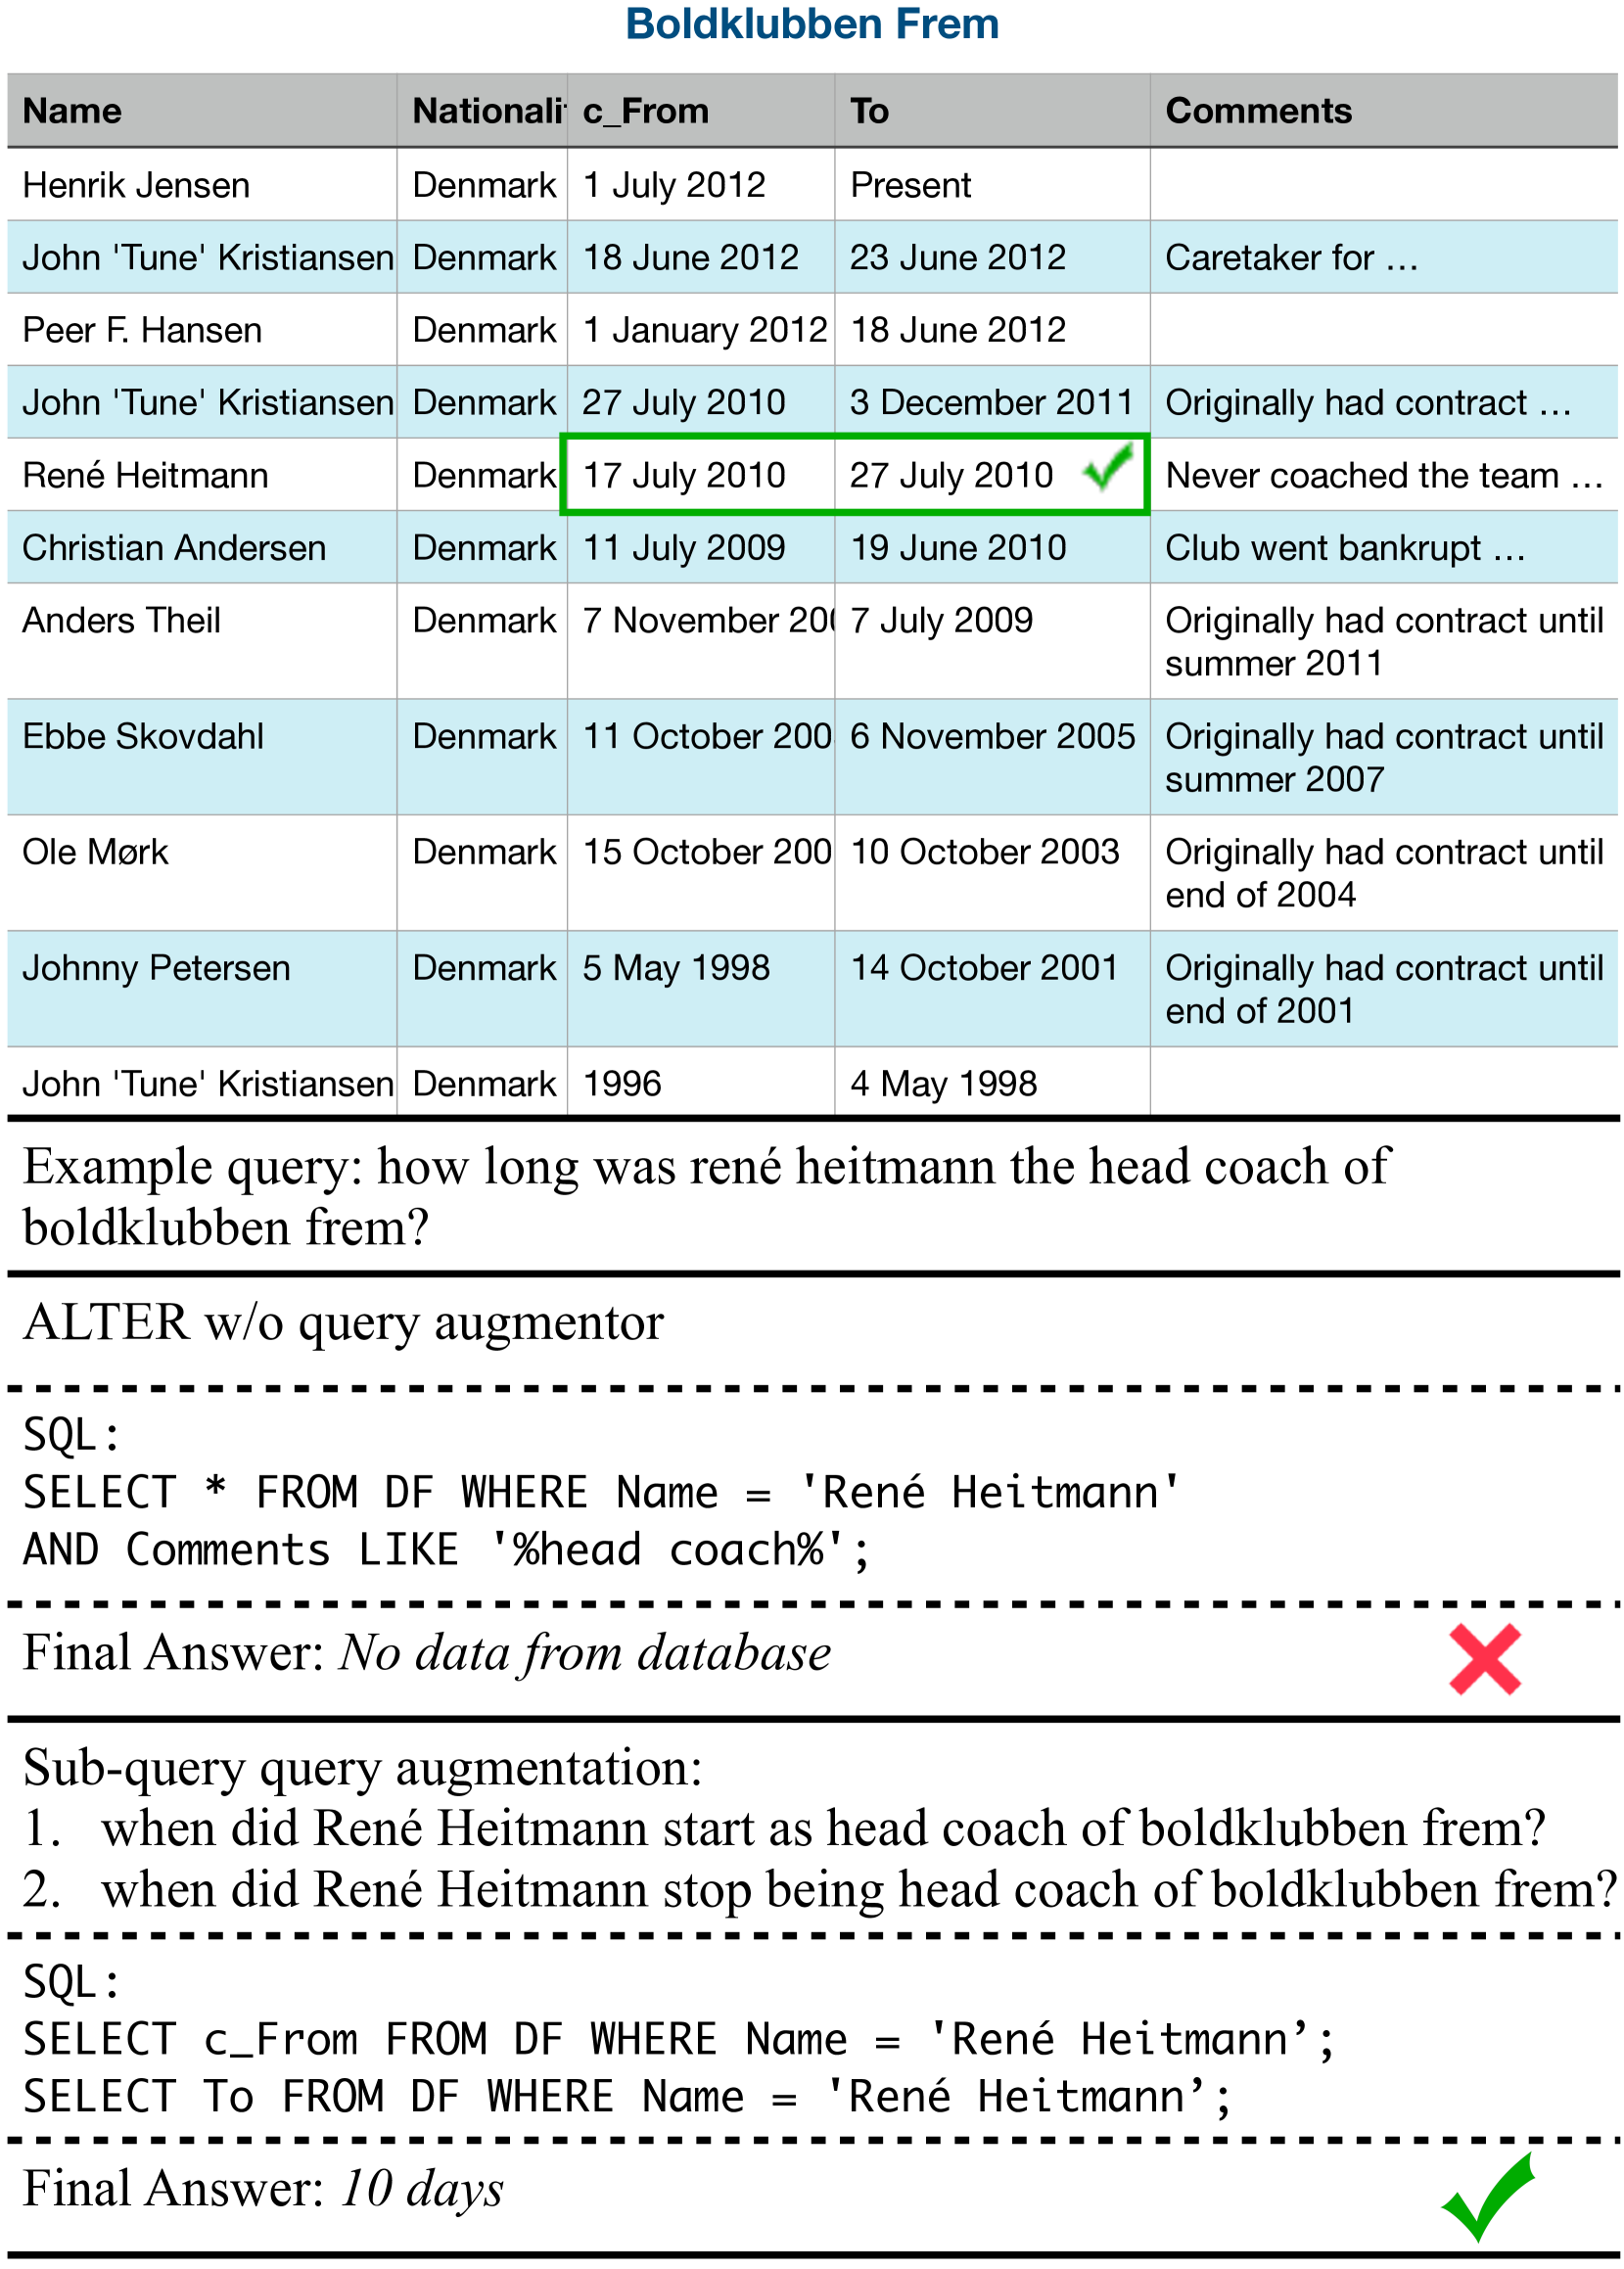 Boldklubben Frem
Name Nationali c_From To Comments
Henrik Jensen Denmark 1 July 2012 Present
John 'Tune' Kristiansen Denmark 18 June 2012 23 June 2012 Caretaker for …
Peer F. Hansen Denmark 1 January 2012 18 June 2012
John 'Tune' Kristiansen Denmark 27 July 2010 3 December 2011 Originally had contract …
René Heitmann Denmark 17 July 2010 27 July 2010 Never coached the team …
Christian Andersen Denmark 11 July 2009 19 June 2010 Club went bankrupt …
Anders Theil Denmark 7 November 7 July 2009 Originally had contract until
summer 2011
Ebbe Skovdahl Denmark 11 October 200 6 November 2005 Originally had contract until
summer 2007
Ole Mørk Denmark 15 October 200 10 October 2003 Originally had contract until
end of 2004
Johnny Petersen Denmark 5 May 1998 14 October 2001 Originally had contract until
end of 2001
John 'Tune' Kristiansen Denmark 1996 4 May 1998
Example query: how long was rené heitmann the head coach of
boldklubben frem?
ALTER w/o query augmentor
SQL:
SELECT * FROM DF WHERE Name = 'René Heitmann'
AND Comments LIKE '%head coach%';
Final Answer: No data from database
Sub-query query augmentation:
1. when did René Heitmann start as head coach of boldklubben frem?
2. when did René Heitmann stop being head coach of boldklubben frem?
SQL:
SELECT c_From FROM DF WHERE Name = 'René Heitmann’;
SELECT To FROM DF WHERE Name = 'René Heitmann’;
Final Answer: 10 days